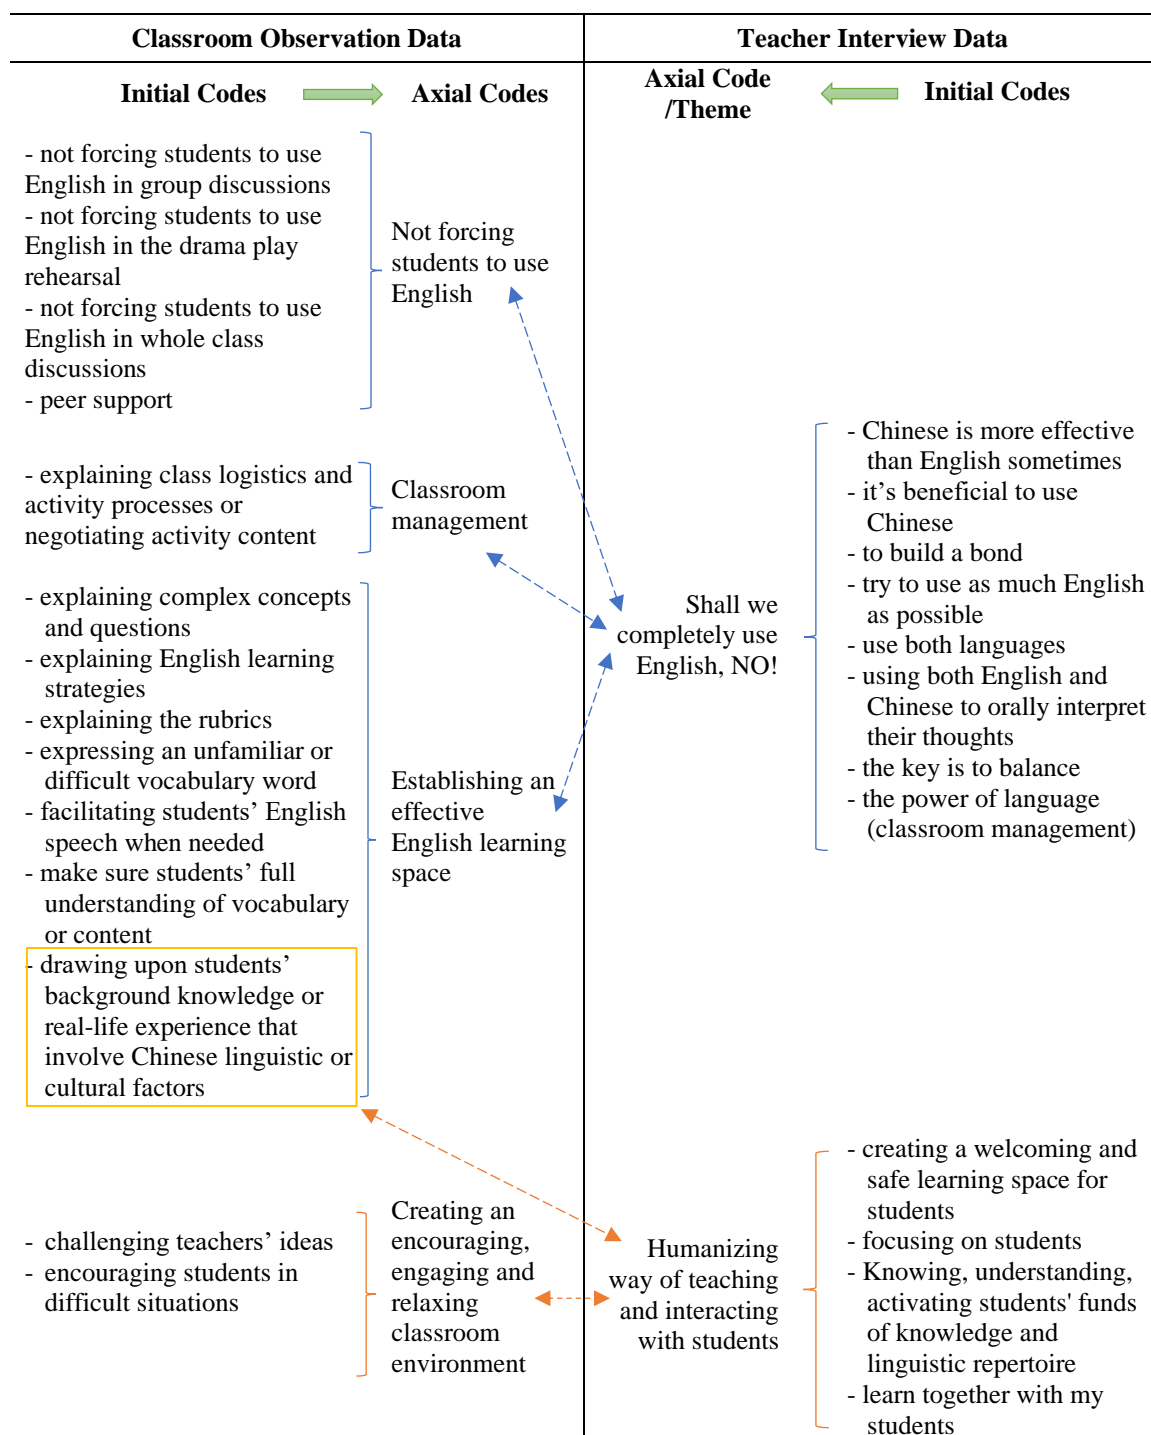 Classroom Observation Data
Teacher Interview Data
Initial Codes
Axial Codes
Axial Code
/Theme
Initial Codes
- not forcing students to use
English in group discussions
- not forcing students to use
English in the drama play
rehearsal
- not forcing students to use
English in whole class
discussions
- peer support
Not forcing
students to use
English
- explaining class logistics and
activity processes or
negotiating activity content
Classroom
management
- explaining complex concepts
and questions
- explaining English learning
strategies
- explaining the rubrics
- expressing an unfamiliar or
difficult vocabulary word
- facilitating students’ English
speech when needed
- make sure students’ full
understanding of vocabulary
or content
- drawing upon students’
background knowledge or
real-life experience that
involve Chinese linguistic or
cultural factors
Establishing an
effective
English learning
space
Shall we
completely use
English, NO!
- Chinese is more effective
than English sometimes
- it’s beneficial to use
Chinese
- to build a bond
- try to use as much English
as possible
- use both languages
- using both English and
Chinese to orally interpret
their thoughts
- the key is to balance
- the power of language
(classroom management)
- challenging teachers’ ideas
- encouraging students in
difficult situations
Creating an
encouraging,
engaging and
relaxing
classroom
environment
Humanizing
way of teaching
and interacting
with students
- creating a welcoming and
safe learning space for
students
- focusing on students
- Knowing, understanding,
activating students' funds
of knowledge and
linguistic repertoire
- learn together with my
students